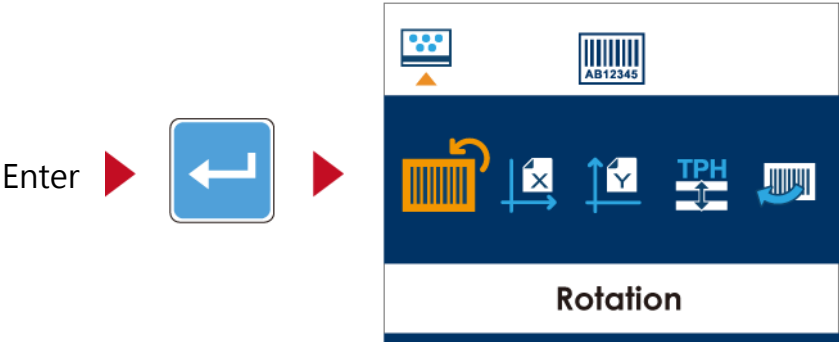 AB12345
TPH
X
Y
Enter
Rotation